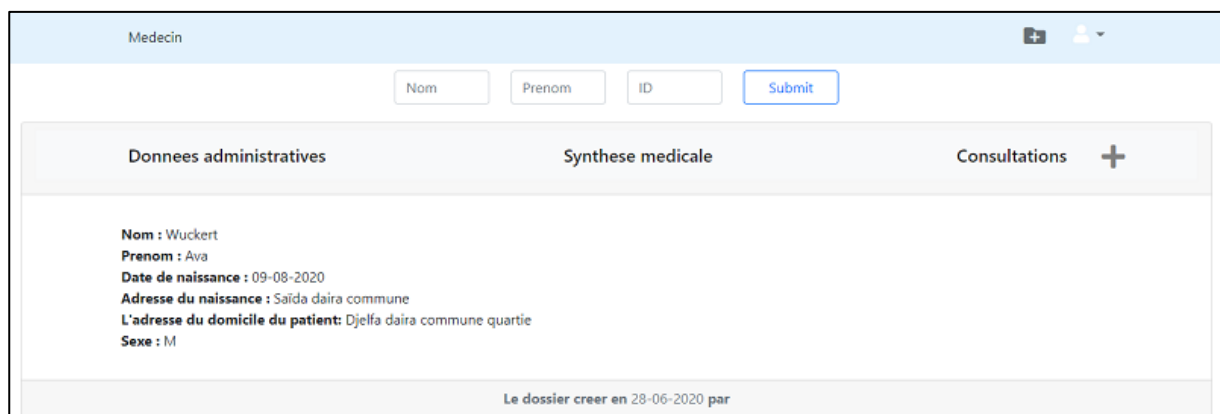 Medecin
Nom Prenom ID Submit
Donnees administratives Synthese medicale Consultations
Nom : Wuckert
Prenom : Ava
Date de naissance : 09-08-2020
Adresse du naissance : Saïda daira commune
L'adresse du domicile du patient: Djelfa daira commune quartie
Sexe : M
Le dossier creer en 28-06-2020 par